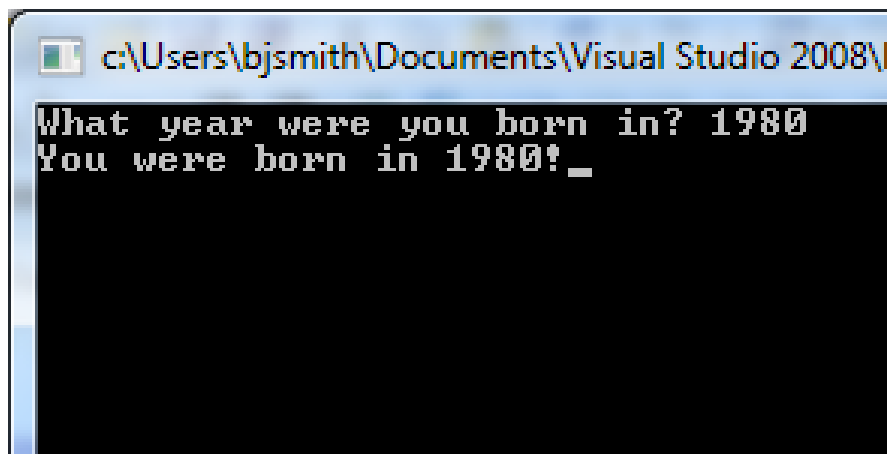 c:\Users\bjsmith\Documents\Visual Studio 2008\
What year were you born in? 1980
You were born in 1980!_